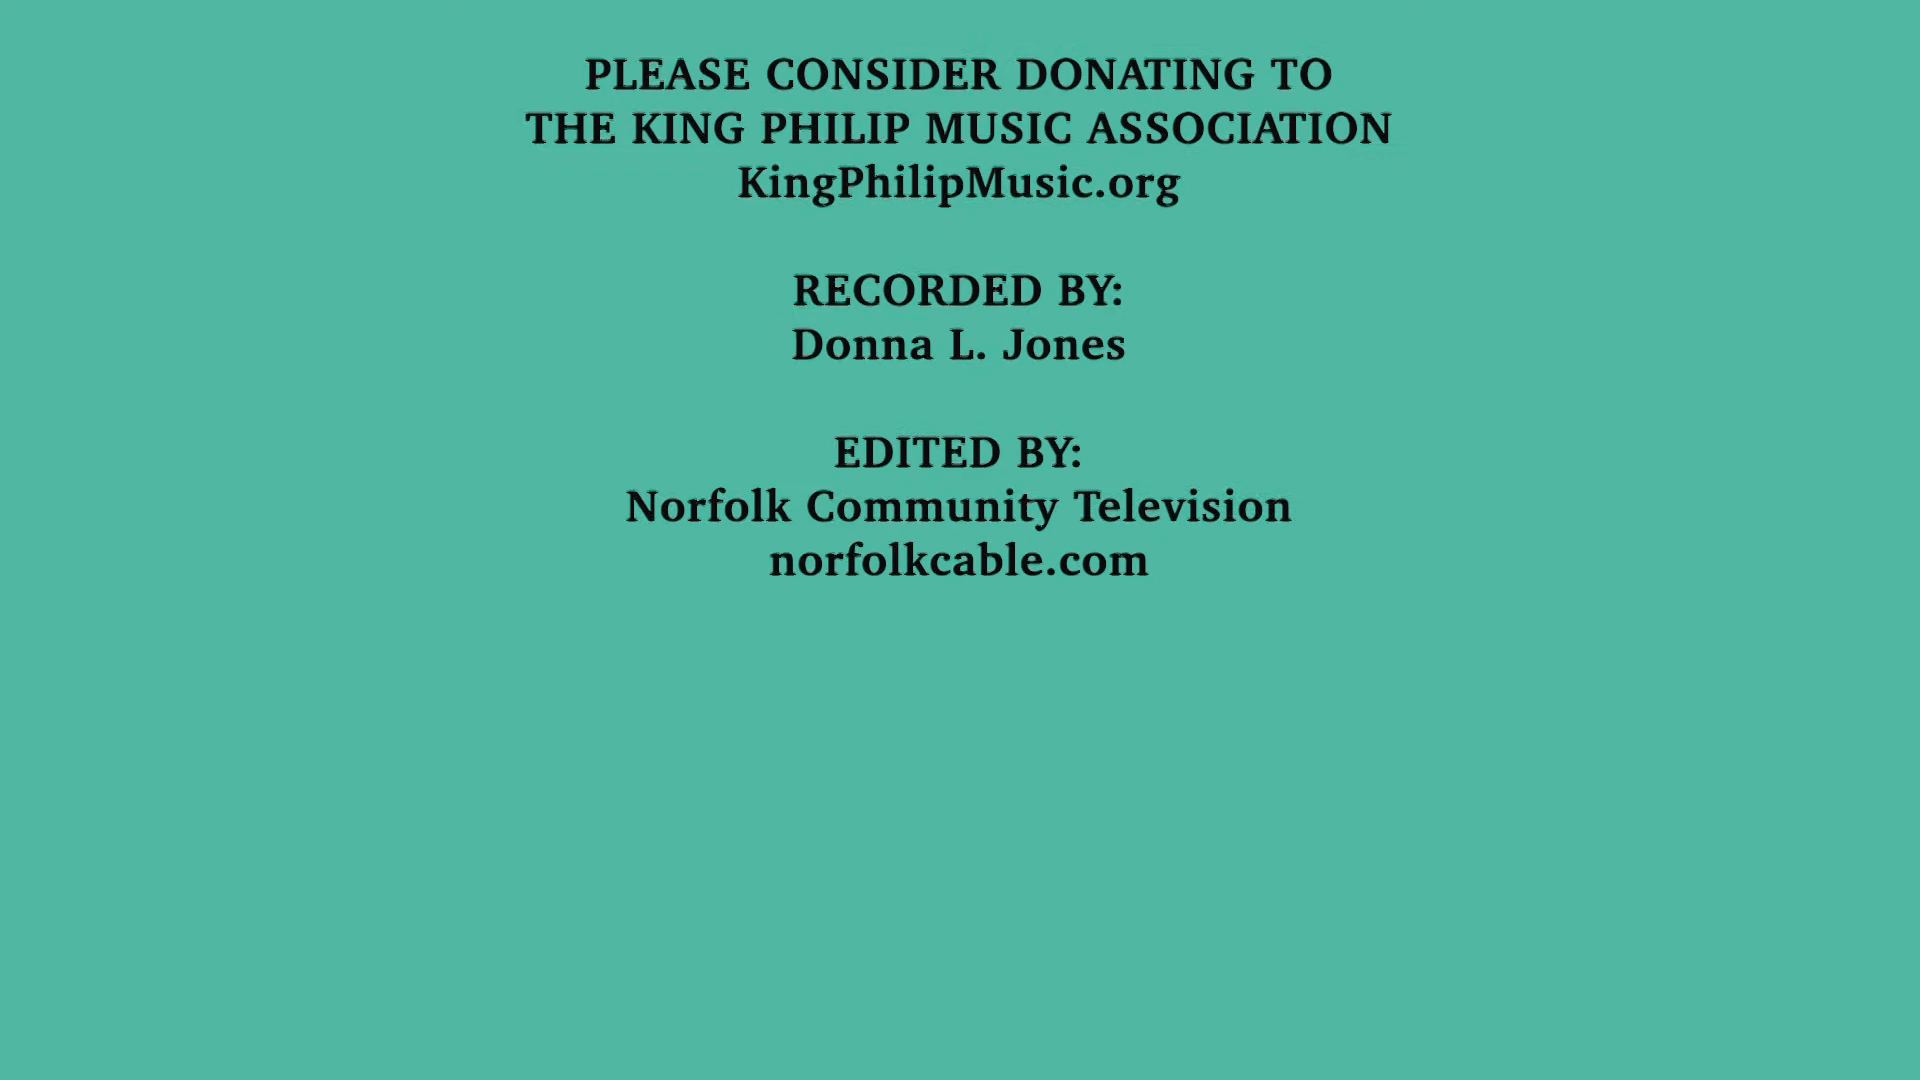 PLEASE CONSIDER DONATING TO
THE KING PHILIP MUSIC ASSOCIATION
KingPhilipMusic.org
RECORDED BY:
Donna L. Jones
EDITED BY:
Norfolk Community Television
norfolkcable.com